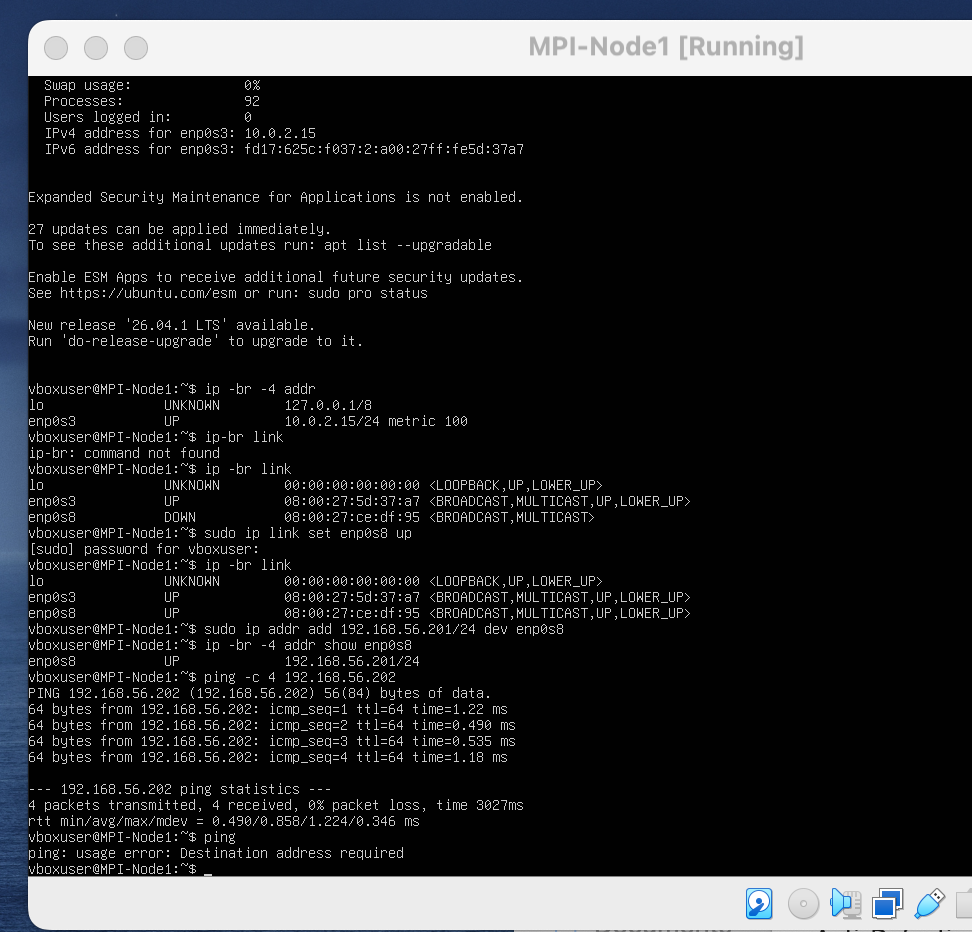 MPI-Node1 [Running]
Swap usage: 0%
Processes: 92
Users logged in: 0
IPv4 address for enp0s3: 10.0.2.15
IPv6 address for enp0s3: fd17:625c:f037:2:a00:27ff:fe5d:37a7
Expanded Security Maintenance for Applications is not enabled.
27 updates can be applied immediately.
To see these additional updates run: apt list --upgradable
Enable ESM Apps to receive additional future security updates.
See https://ubuntu.com/esm or run: sudo pro status
New release '26.04.1 LTS' available.
Run 'do-release-upgrade' to upgrade to it.
vboxuser@MPI-Node1:~$ ip -br -4 addr
lo UNKNOWN 127.0.0.1/8
enp0s3 UP 10.0.2.15/24 metric 100
vboxuser@MPI-Node1:~$ ip-br link
ip-br: command not found
vboxuser@MPI-Node1:~$ ip -br link
lo UNKNOWN 00:00:00:00:00:00 <LOOPBACK,UP,LOWER_UP>
enp0s3 UP 08:00:27:5d:37:a7 <BROADCAST,MULTICAST,UP,LOWER_UP>
enp0s8 DOWN 08:00:27:ce:df:95 <BROADCAST,MULTICAST>
vboxuser@MPI-Node1:~$ sudo ip link set enp0s8 up
[sudo] password for vboxuser:
vboxuser@MPI-Node1:~$ ip -br link
lo UNKNOWN 00:00:00:00:00:00 <LOOPBACK,UP,LOWER_UP>
enp0s3 UP 08:00:27:5d:37:a7 <BROADCAST,MULTICAST,UP,LOWER_UP>
enp0s8 UP 08:00:27:ce:df:95 <BROADCAST,MULTICAST,UP,LOWER_UP>
vboxuser@MPI-Node1:~$ sudo ip addr add 192.168.56.201/24 dev enp0s8
vboxuser@MPI-Node1:~$ ip -br -4 addr show enp0s8
enp0s8 UP 192.168.56.201/24
vboxuser@MPI-Node1:~$ ping -c 4 192.168.56.202
PING 192.168.56.202 (192.168.56.202) 56(84) bytes of data.
64 bytes from 192.168.56.202: icmp_seq=1 ttl=64 time=1.22 ms
64 bytes from 192.168.56.202: icmp_seq=2 ttl=64 time=0.490 ms
64 bytes from 192.168.56.202: icmp_seq=3 ttl=64 time=0.535 ms
64 bytes from 192.168.56.202: icmp_seq=4 ttl=64 time=1.18 ms
--- 192.168.56.202 ping statistics ---
4 packets transmitted, 4 received, 0% packet loss, time 3027ms
rtt min/avg/max/mdev = 0.490/0.858/1.224/0.346 ms
vboxuser@MPI-Node1:~$ ping
ping: usage error: Destination address required
vboxuser@MPI-Node1:~$ _